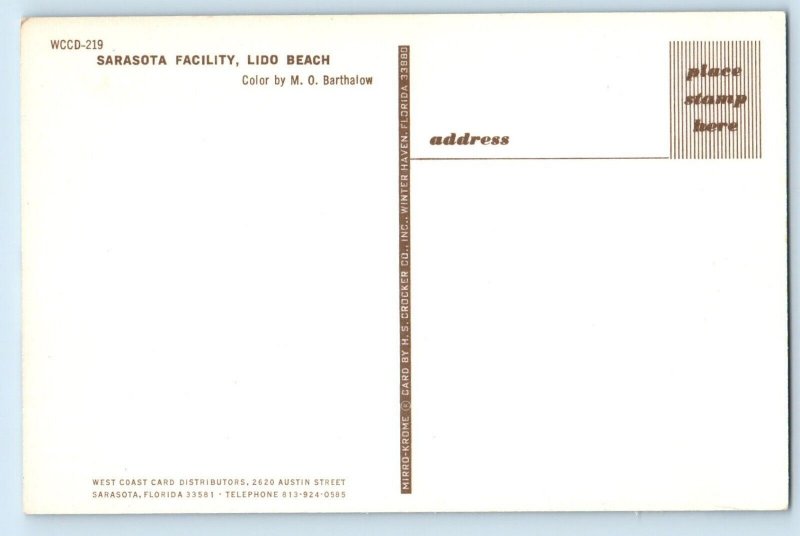 WCCD-219
SARASOTA FACILITY, LIDO BEACH
Color by M. O. Barthalow
MIRRO-KROME ® CARD BY H. S. CROCKER CO., INC., WINTER HAVEN, FLORIDA 33880
address
place
stamp
here
WEST COAST CARD DISTRIBUTORS, 2620 AUSTIN STREET
SARASOTA, FLORIDA 33581 · TELEPHONE 813-924-0585